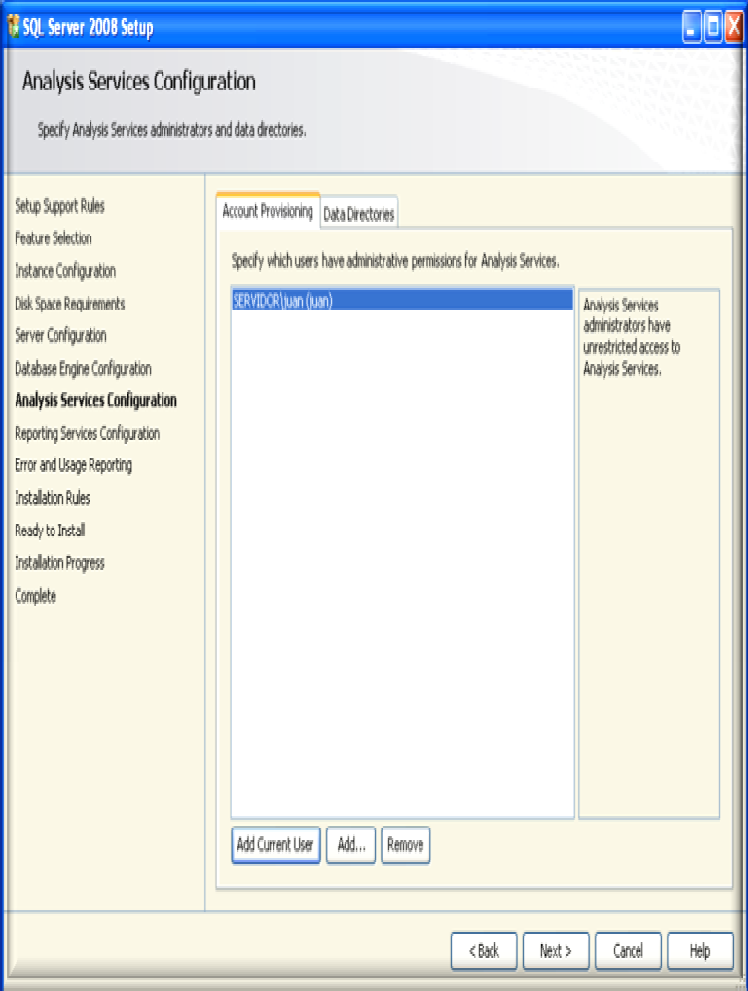 SQL Server 2008 Setup
Analysis Services Configuration
Specify Analysis Services administrators and data directories.
Setup Support Rules
Feature Selection
Instance Configuration
Disk Space Requirements
Server Configuration
Database Engine Configuration
Analysis Services Configuration
Reporting Services Configuration
Error and Usage Reporting
Installation Rules
Ready to Install
Installation Progress
Complete
Account Provisioning
Data Directories
Specify which users have administrative permissions for Analysis Services.
SERVIDOR\juan (juan)
Analysis Services
administrators have
unrestricted access to
Analysis Services.
Add Current User
Add...
Remove
< Back
Next >
Cancel
Help